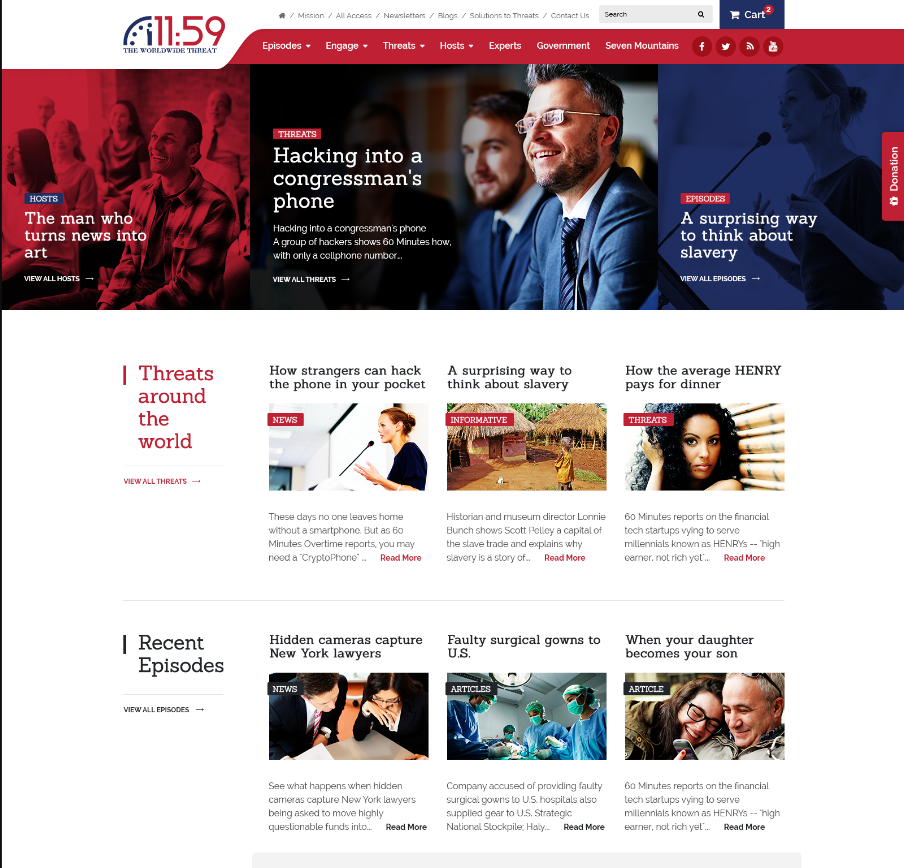 11:59
THE WORLDWIDE THREAT
/ Mission / All Access / Newsletters / Blogs / Solutions to Threats / Contact Us
Search
Cart 2
Episodes Engage Threats Hosts Experts Government Seven Mountains
Donation
HOSTS
The man who
turns news into
art
VIEW ALL HOSTS →
THREATS
Hacking into a
congressman's
phone
Hacking into a congressman's phone
A group of hackers shows 60 Minutes how,
with only a cellphone number...
VIEW ALL THREATS →
EPISODES
A surprising way
to think about
slavery
VIEW ALL EPISODES →
Threats
around
the
world
VIEW ALL THREATS →
How strangers can hack
the phone in your pocket
NEWS
These days no one leaves home
without a smartphone. But as 60
Minutes Overtime reports, you may
need a "CryptoPhone" ... Read More
A surprising way to
think about slavery
INFORMATIVE
Historian and museum director Lonnie
Bunch shows Scott Pelley a capital of
the slave trade and explains why
slavery is a story of... Read More
How the average HENRY
pays for dinner
THREATS
60 Minutes reports on the financial
tech startups vying to serve
millennials known as HENRYs -- "high
earner, not rich yet"... Read More
Recent
Episodes
VIEW ALL EPISODES →
Hidden cameras capture
New York lawyers
NEWS
See what happens when hidden
cameras capture New York lawyers
being asked to move highly
questionable funds into... Read More
Faulty surgical gowns to
U.S.
ARTICLES
Company accused of providing faulty
surgical gowns to U.S. hospitals also
supplied gear to U.S. Strategic
National Stockpile; Haly... Read More
When your daughter
becomes your son
ARTICLE
60 Minutes reports on the financial
tech startups vying to serve
millennials known as HENRYs -- "high
earner, not rich yet"... Read More